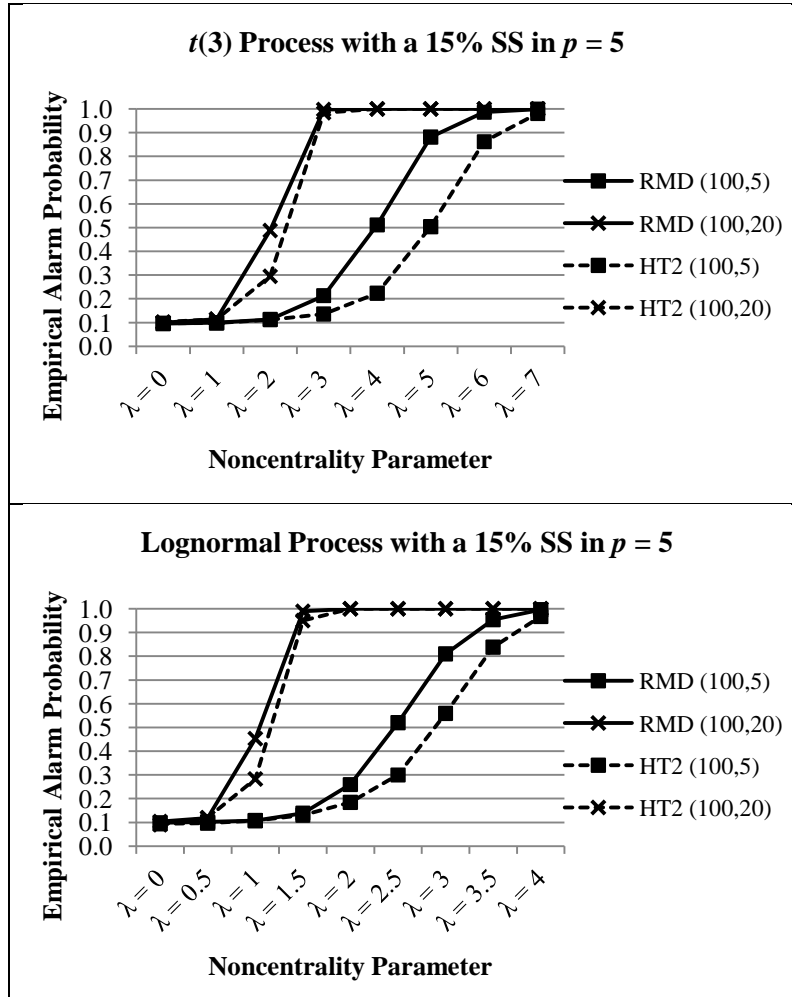 t(3) Process with a 15% SS in p = 5
Empirical Alarm Probability
1.0
0.9
0.8
0.7
0.6
0.5
0.4
0.3
0.2
0.1
0.0
λ = 0
λ = 1
λ = 2
λ = 3
λ = 4
λ = 5
λ = 6
λ = 7
Noncentrality Parameter
RMD (100,5)
RMD (100,20)
HT2 (100,5)
HT2 (100,20)
Lognormal Process with a 15% SS in p = 5
Empirical Alarm Probability
1.0
0.9
0.8
0.7
0.6
0.5
0.4
0.3
0.2
0.1
0.0
λ = 0
λ = 0.5
λ = 1
λ = 1.5
λ = 2
λ = 2.5
λ = 3
λ = 3.5
λ = 4
Noncentrality Parameter
RMD (100,5)
RMD (100,20)
HT2 (100,5)
HT2 (100,20)